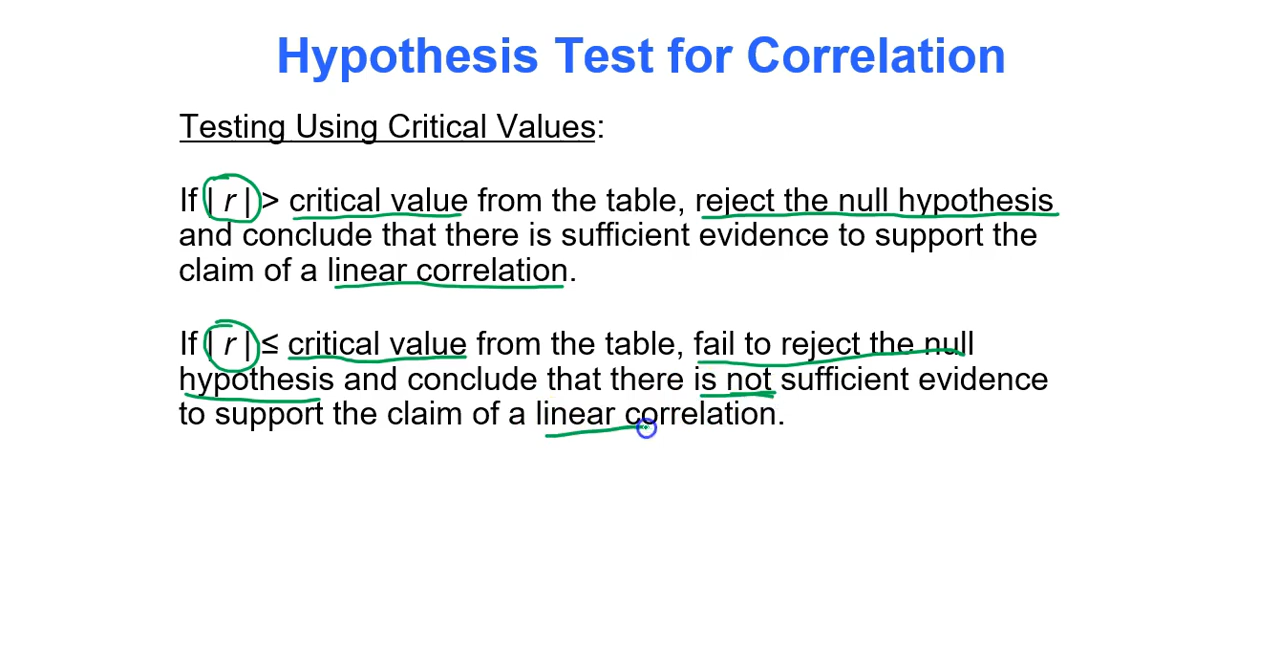 Hypothesis Test for Correlation
Testing Using Critical Values:
If | r | > critical value from the table, reject the null hypothesis
and conclude that there is sufficient evidence to support the
claim of a linear correlation.
If | r | ≤ critical value from the table, fail to reject the null
hypothesis and conclude that there is not sufficient evidence
to support the claim of a linear correlation.